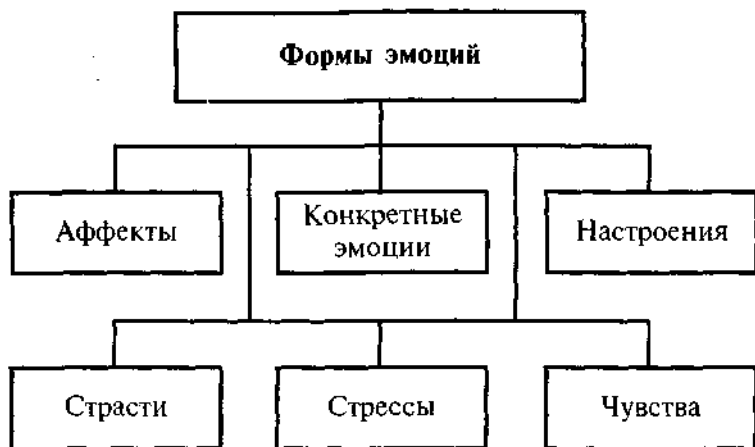 Формы эмоций
Аффекты
Конкретные
эмоции
Настроения
Страсти
Стрессы
Чувства